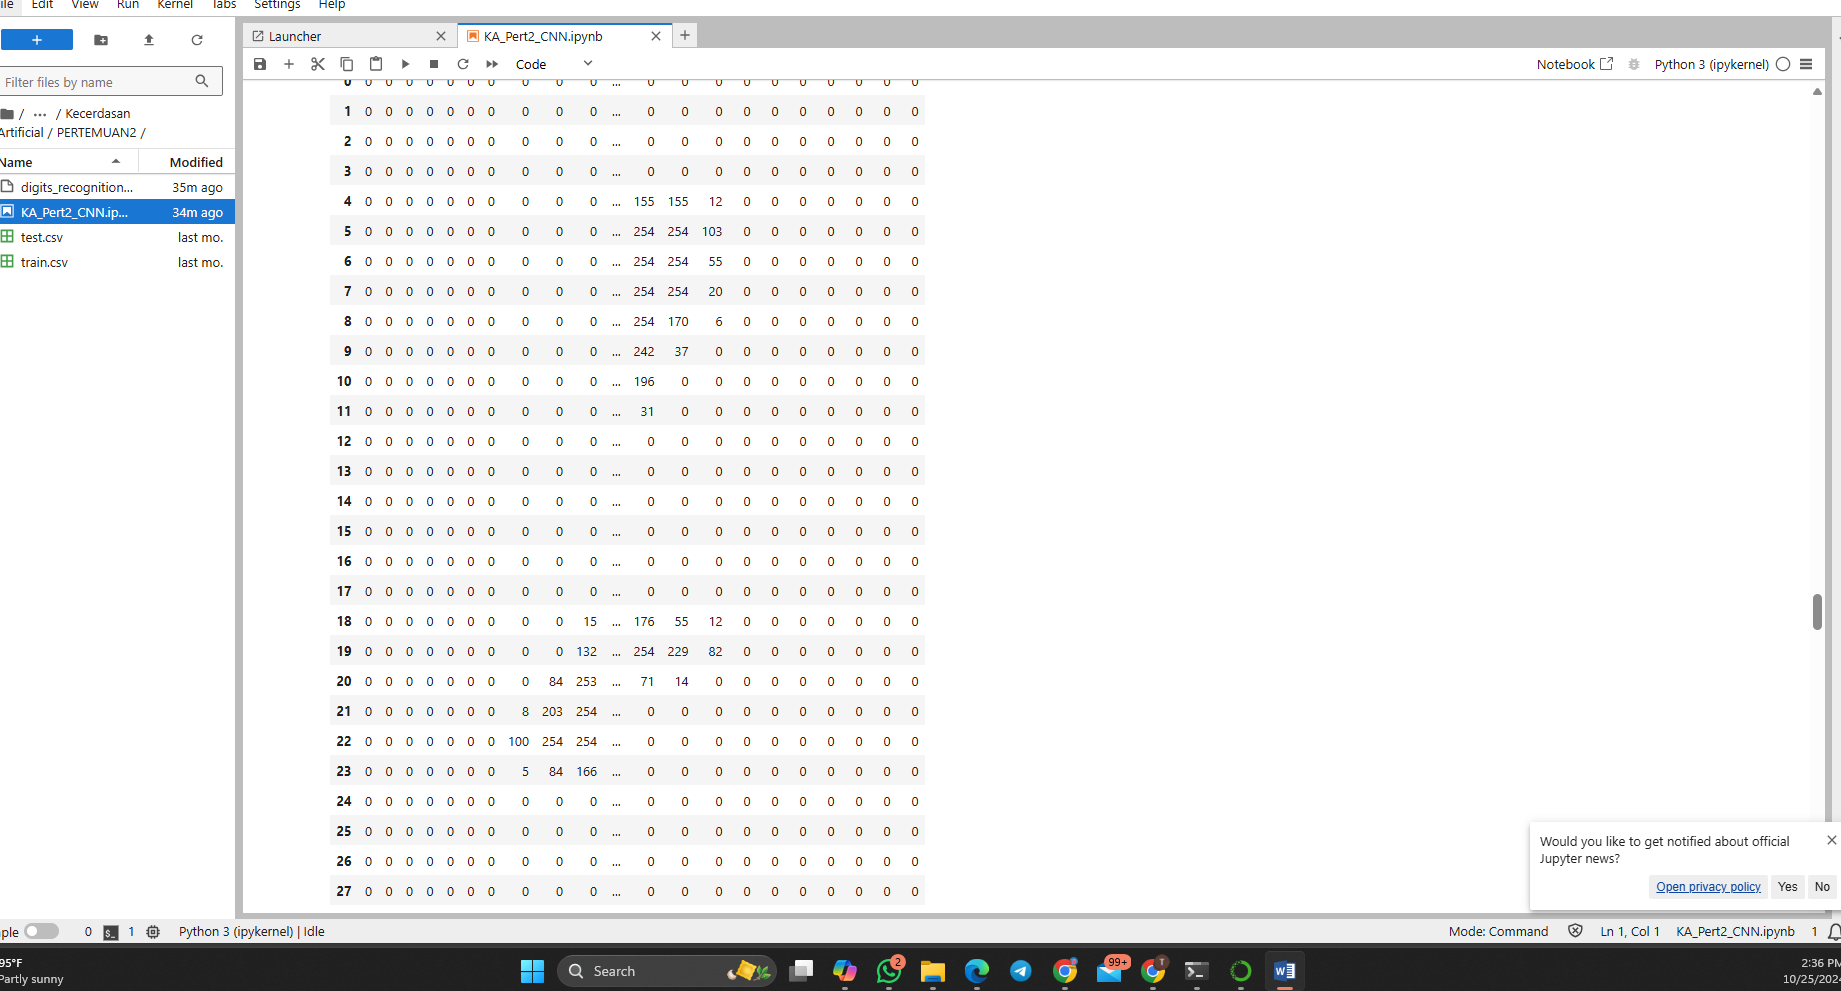 Edit View Run Kernel Tabs Settings Help
Launcher
KA_Pert2_CNN.ipynb
Code
Notebook
Python 3 (ipykernel)
Filter files by name
/ ... / Kecerdasan
Artificial / PERTEMUAN2 /
Name Modified
digits_recognition... 35m ago
KA_Pert2_CNN.ip... 34m ago
test.csv last mo.
train.csv last mo.
0 0 0 0 0 0 0 0 0 0 0 ... 0 0 0 0 0 0 0 0 0 0
1 0 0 0 0 0 0 0 0 0 0 ... 0 0 0 0 0 0 0 0 0 0
2 0 0 0 0 0 0 0 0 0 0 ... 0 0 0 0 0 0 0 0 0 0
3 0 0 0 0 0 0 0 0 0 0 ... 0 0 0 0 0 0 0 0 0 0
4 0 0 0 0 0 0 0 0 0 0 ... 155 155 12 0 0 0 0 0 0 0
5 0 0 0 0 0 0 0 0 0 0 ... 254 254 103 0 0 0 0 0 0 0
6 0 0 0 0 0 0 0 0 0 0 ... 254 254 55 0 0 0 0 0 0 0
7 0 0 0 0 0 0 0 0 0 0 ... 254 254 20 0 0 0 0 0 0 0
8 0 0 0 0 0 0 0 0 0 0 ... 254 170 6 0 0 0 0 0 0 0
9 0 0 0 0 0 0 0 0 0 0 ... 242 37 0 0 0 0 0 0 0 0
10 0 0 0 0 0 0 0 0 0 0 ... 196 0 0 0 0 0 0 0 0 0
11 0 0 0 0 0 0 0 0 0 0 ... 31 0 0 0 0 0 0 0 0 0
12 0 0 0 0 0 0 0 0 0 0 ... 0 0 0 0 0 0 0 0 0 0
13 0 0 0 0 0 0 0 0 0 0 ... 0 0 0 0 0 0 0 0 0 0
14 0 0 0 0 0 0 0 0 0 0 ... 0 0 0 0 0 0 0 0 0 0
15 0 0 0 0 0 0 0 0 0 0 ... 0 0 0 0 0 0 0 0 0 0
16 0 0 0 0 0 0 0 0 0 0 ... 0 0 0 0 0 0 0 0 0 0
17 0 0 0 0 0 0 0 0 0 0 ... 0 0 0 0 0 0 0 0 0 0
18 0 0 0 0 0 0 0 0 0 15 ... 176 55 12 0 0 0 0 0 0 0
19 0 0 0 0 0 0 0 0 0 132 ... 254 229 82 0 0 0 0 0 0 0
20 0 0 0 0 0 0 0 0 84 253 ... 71 14 0 0 0 0 0 0 0 0
21 0 0 0 0 0 0 0 8 203 254 ... 0 0 0 0 0 0 0 0 0 0
22 0 0 0 0 0 0 0 100 254 254 ... 0 0 0 0 0 0 0 0 0 0
23 0 0 0 0 0 0 0 5 84 166 ... 0 0 0 0 0 0 0 0 0 0
24 0 0 0 0 0 0 0 0 0 0 ... 0 0 0 0 0 0 0 0 0 0
25 0 0 0 0 0 0 0 0 0 0 ... 0 0 0 0 0 0 0 0 0 0
26 0 0 0 0 0 0 0 0 0 0 ... 0 0 0 0 0 0 0 0 0 0
27 0 0 0 0 0 0 0 0 0 0 ... 0 0 0 0 0 0 0 0 0 0
Would you like to get notified about official
Jupyter news?
Open privacy policy Yes No
0 1 Python 3 (ipykernel) | Idle
Mode: Command Ln 1, Col 1 KA_Pert2_CNN.ipynb 1
95°F
Partly sunny
Search
2
99+
T
2:36 PM
10/25/202